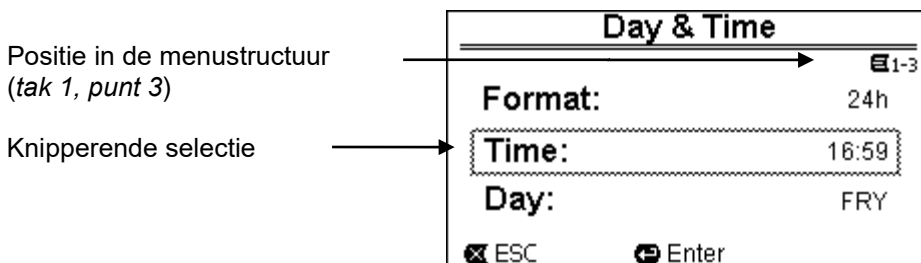 Day & Time
Positie in de menustructuur
(tak 1, punt 3)
1-3
Format: 24h
Knipperende selectie
Time: 16:59
Day: FRY
ESC Enter